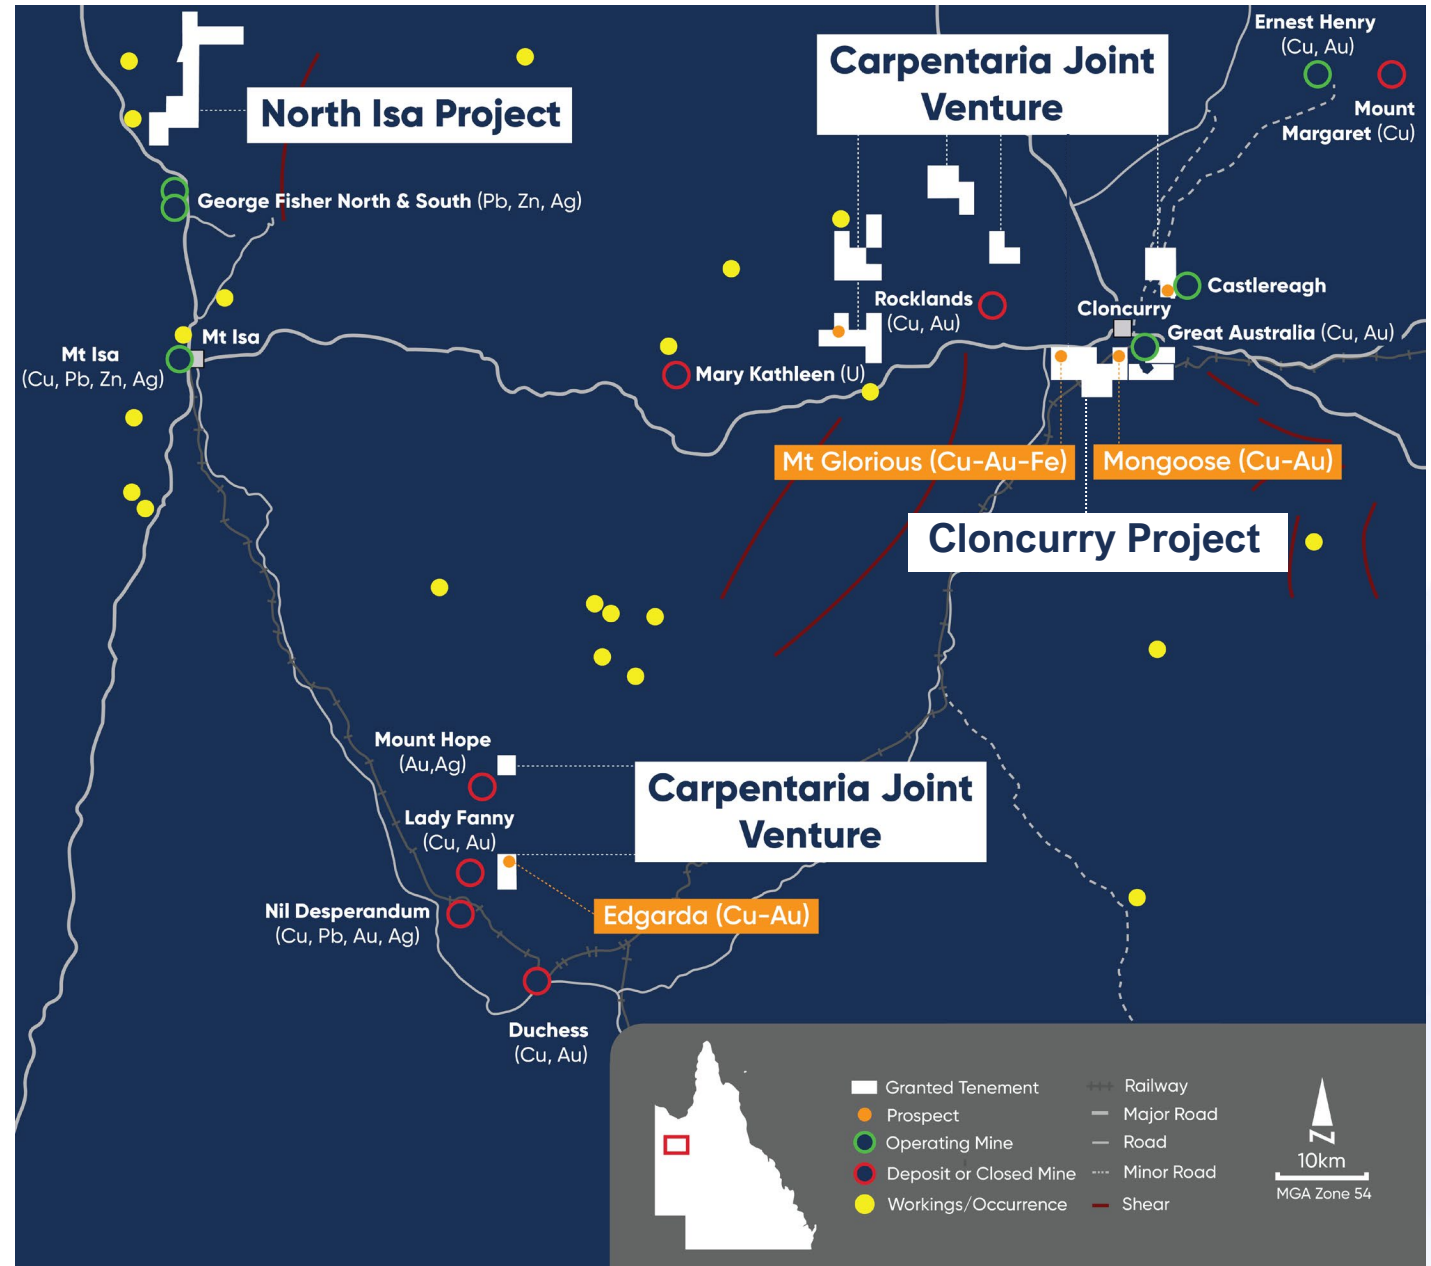 Ernest Henry
(Cu, Au)
Mount
Margaret (Cu)
Carpentaria Joint
Venture
North Isa Project
George Fisher North & South (Pb, Zn, Ag)
Castlereagh
Rocklands
(Cu, Au)
Cloncurry
Great Australia (Cu, Au)
Mt Isa
Mt Isa
(Cu, Pb, Zn, Ag)
Mary Kathleen (U)
Mt Glorious (Cu-Au-Fe)
Mongoose (Cu-Au)
Cloncurry Project
Mount Hope
(Au,Ag)
Carpentaria Joint
Venture
Lady Fanny
(Cu, Au)
Nil Desperandum
(Cu, Pb, Au, Ag)
Edgarda (Cu-Au)
Duchess
(Cu, Au)
Granted Tenement
Prospect
Operating Mine
Deposit or Closed Mine
Workings/Occurrence
Railway
Major Road
Road
Minor Road
Shear
N
10km
MGA Zone 54